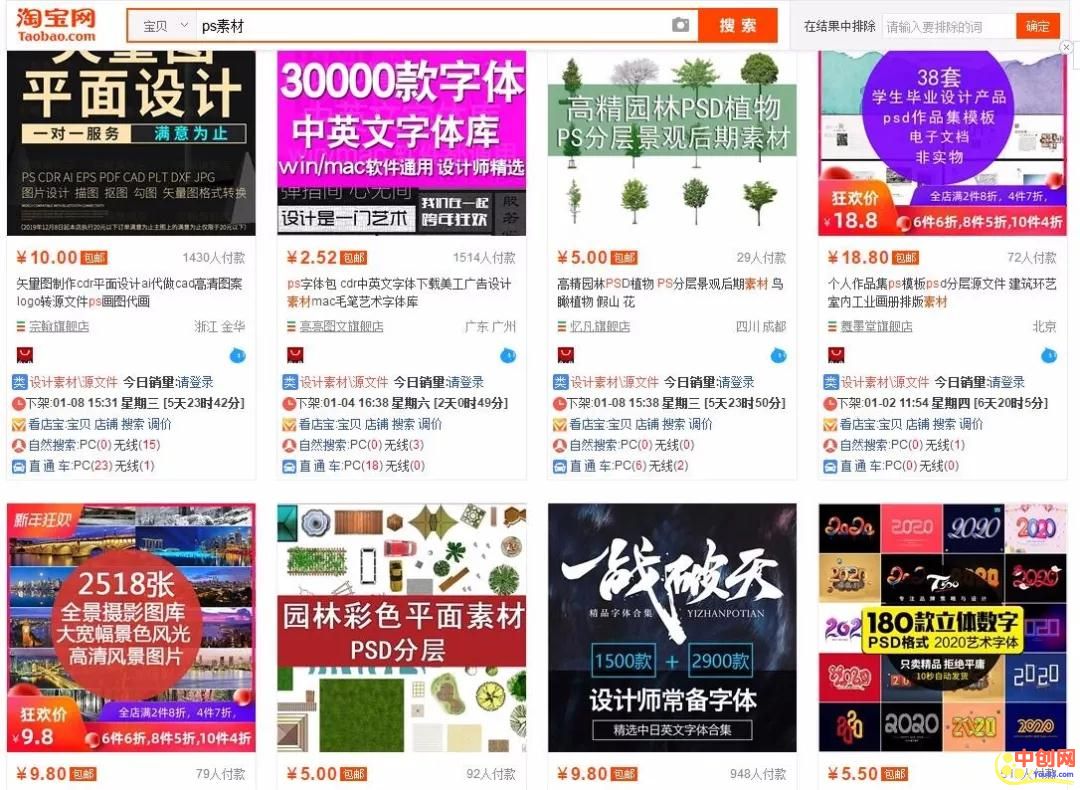 淘宝网
Taobao.com
宝贝
ps素材
搜索
在结果中排除
请输入要排除的词
确定
平面设计
一对一服务
满意为止
PS CDR AI EPS PDF CAD PLT DXF JPG
图片设计 描图 抠图 勾图 矢量图格式转换
30000款字体
中英文字体库
win/mac软件通用 设计师精选
设计是一门艺术
我们在一起
跨年狂欢
高精园林PSD植物
PS分层景观后期素材
38套
学生毕业设计产品
psd作品集模板
电子文档
非实物
狂欢价
¥18.8
全店满2件8折，4件7折，
6件6折,8件5折,10件4折
¥10.00 包邮
1430人付款
矢量图制作cdr平面设计ai代做cad高清图案
logo转源文件ps画图代画
宗翰旗舰店
浙江 金华
类 设计素材\源文件 今日销量:请登录
下架:01-08 15:31 星期三 [5天23时42分]
看店宝:宝贝 店铺 搜索 调价
自然搜索:PC(0) 无线(15)
直 通 车:PC(23) 无线(1)
¥2.52 包邮
1514人付款
ps字体包 cdr中英文字体下载美工广告设计
素材mac毛笔艺术字体库
亮亮图文旗舰店
广东 广州
类 设计素材\源文件 今日销量:请登录
下架:01-04 16:38 星期六 [2天0时49分]
看店宝:宝贝 店铺 搜索 调价
自然搜索:PC(0) 无线(3)
直 通 车:PC(18) 无线(0)
¥5.00 包邮
29人付款
高精园林PSD植物 PS分层景观后期素材 鸟
瞰植物 假山 花
忆凡旗舰店
四川 成都
类 设计素材\源文件 今日销量:请登录
下架:01-08 15:38 星期三 [5天23时50分]
看店宝:宝贝 店铺 搜索 调价
自然搜索:PC(0) 无线(0)
直 通 车:PC(6) 无线(2)
¥18.80 包邮
72人付款
个人作品集ps模板psd分层源文件 建筑环艺
室内工业画册排版素材
舞墨堂旗舰店
北京
类 设计素材\源文件 今日销量:请登录
下架:01-02 11:54 星期四 [6天20时5分]
看店宝:宝贝 店铺 搜索 调价
自然搜索:PC(0) 无线(1)
直 通 车:PC(0) 无线(0)
新年狂欢
2518张
全景摄影图库
大宽幅景色风光
高清风景图片
狂欢价
¥9.8
全店满2件8折，4件7折，
6件6折,8件5折,10件4折
园林彩色平面素材
PSD分层
一战破天
精品字体合集
YIZHANPOTIAN
1500款 + 2900款
设计师常备字体
精选中日英文字体合集
2020
专注品牌策略与设计
180款立体数字
PSD格式 2020艺术字体
只卖精品 拒绝平庸
10秒自动发货
¥9.80 包邮
79人付款
¥5.00 包邮
92人付款
¥9.80 包邮
948人付款
¥5.50 包邮
人付款
中创网